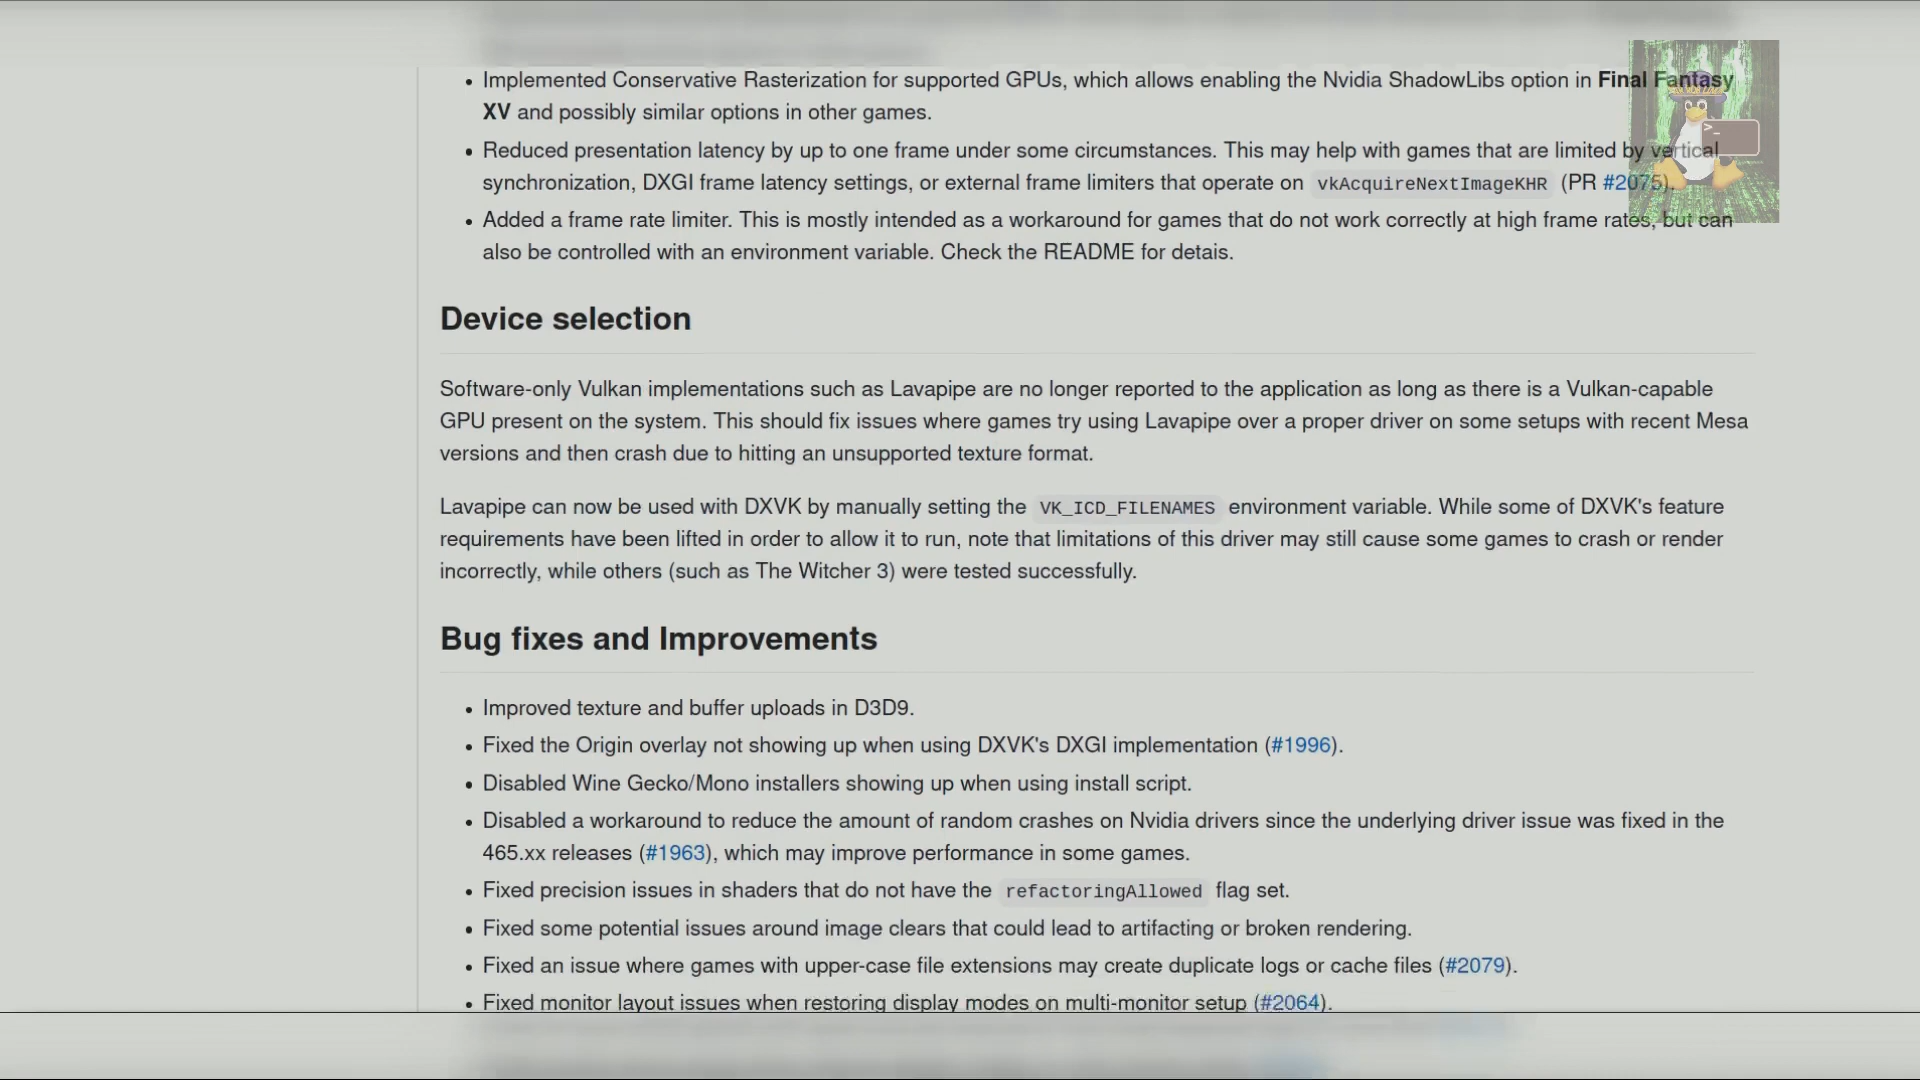 • Implemented Conservative Rasterization for supported GPUs, which allows enabling the Nvidia ShadowLibs option in Final Fantasy
XV and possibly similar options in other games.
• Reduced presentation latency by up to one frame under some circumstances. This may help with games that are limited by vertical
synchronization, DXGI frame latency settings, or external frame limiters that operate on vkAcquireNextImageKHR (PR #2075).
• Added a frame rate limiter. This is mostly intended as a workaround for games that do not work correctly at high frame rates, but can
also be controlled with an environment variable. Check the README for detais.
Device selection
Software-only Vulkan implementations such as Lavapipe are no longer reported to the application as long as there is a Vulkan-capable
GPU present on the system. This should fix issues where games try using Lavapipe over a proper driver on some setups with recent Mesa
versions and then crash due to hitting an unsupported texture format.
Lavapipe can now be used with DXVK by manually setting the VK_ICD_FILENAMES environment variable. While some of DXVK's feature
requirements have been lifted in order to allow it to run, note that limitations of this driver may still cause some games to crash or render
incorrectly, while others (such as The Witcher 3) were tested successfully.
Bug fixes and Improvements
• Improved texture and buffer uploads in D3D9.
• Fixed the Origin overlay not showing up when using DXVK's DXGI implementation (#1996).
• Disabled Wine Gecko/Mono installers showing up when using install script.
• Disabled a workaround to reduce the amount of random crashes on Nvidia drivers since the underlying driver issue was fixed in the
465.xx releases (#1963), which may improve performance in some games.
• Fixed precision issues in shaders that do not have the refactoringAllowed flag set.
• Fixed some potential issues around image clears that could lead to artifacting or broken rendering.
• Fixed an issue where games with upper-case file extensions may create duplicate logs or cache files (#2079).
• Fixed monitor layout issues when restoring display modes on multi-monitor setup (#2064).